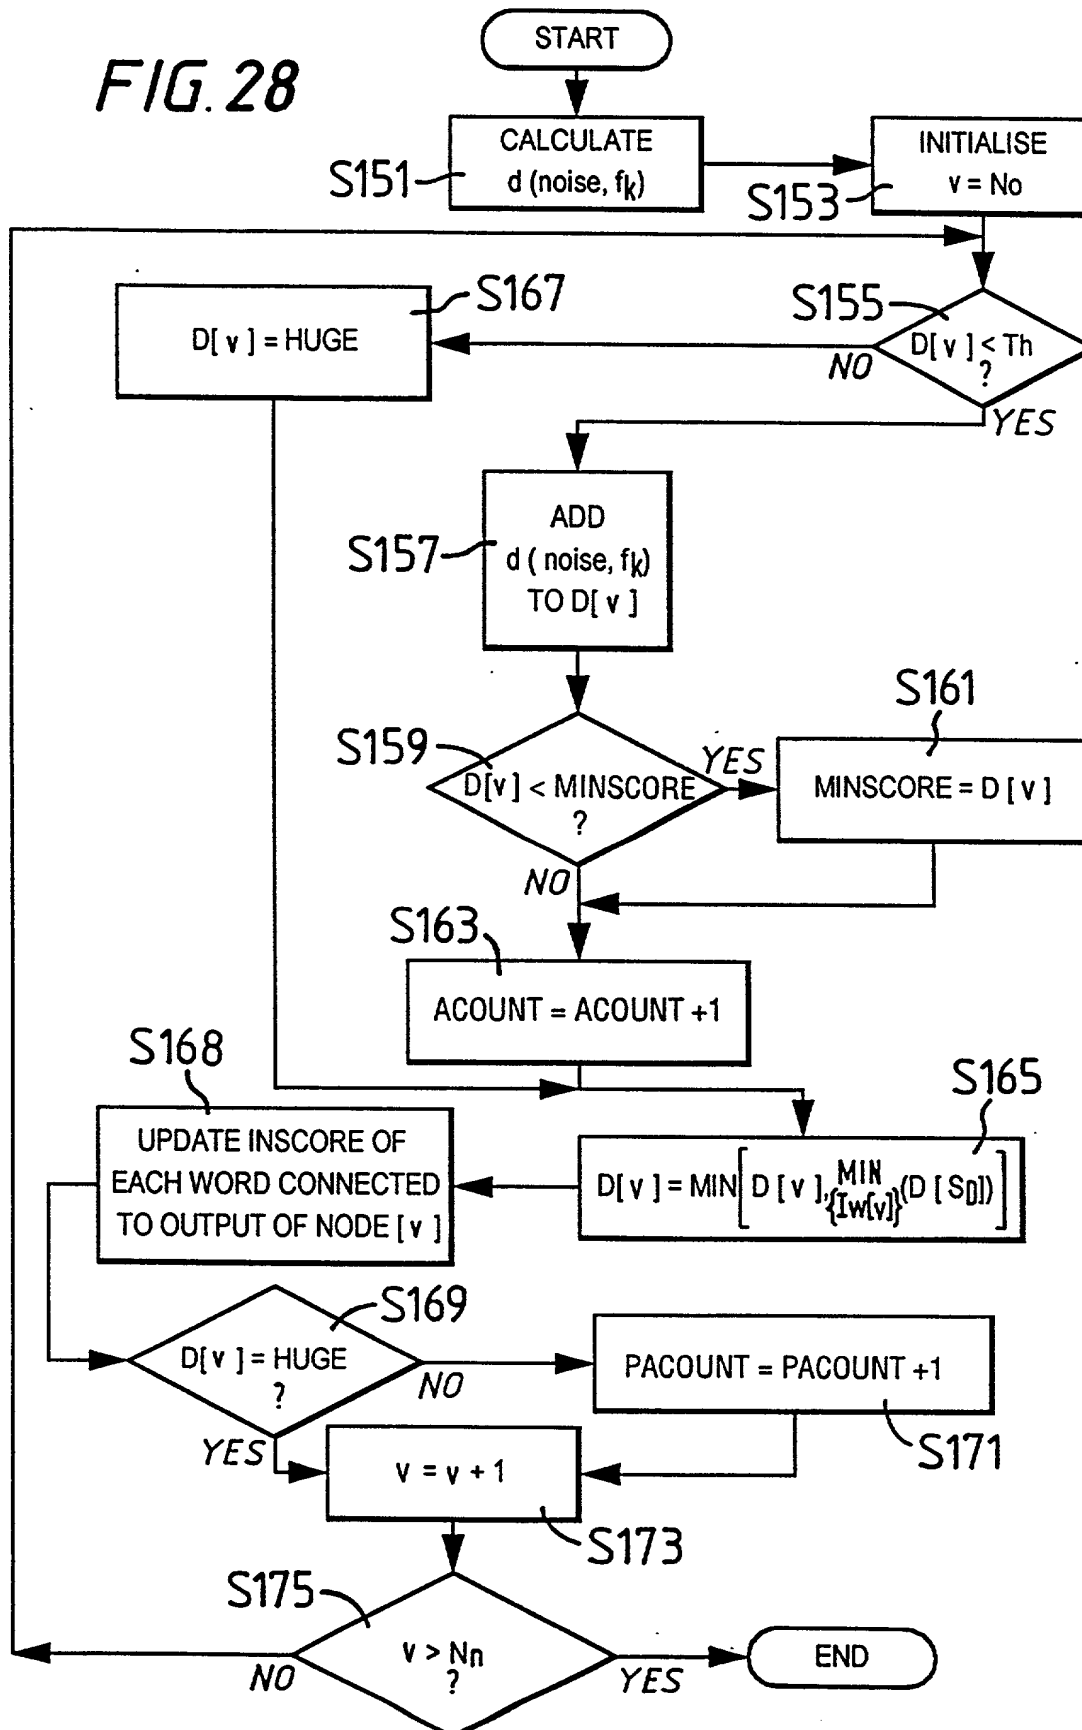 FIG. 28
START
CALCULATE
d (noise, fk)
S151
INITIALISE
v = No
S153
S167
D[ v ] = HUGE
S155
D[ v ] < Th
?
NO
YES
ADD
d ( noise, fk)
TO D[ v ]
S157
S159
D[v] < MINSCORE
?
YES
NO
S161
MINSCORE = D [ v ]
S163
ACOUNT = ACOUNT +1
S168
UPDATE INSCORE OF
EACH WORD CONNECTED
TO OUTPUT OF NODE [ v ]
S165
D[v] = MIN[ D [ v ], MIN {Iw[v]} (D [ S0]) ]
S169
D[ v ] = HUGE
?
NO
YES
PACOUNT = PACOUNT +1
S171
v = v + 1
S173
S175
v > Nn
?
NO
YES
END